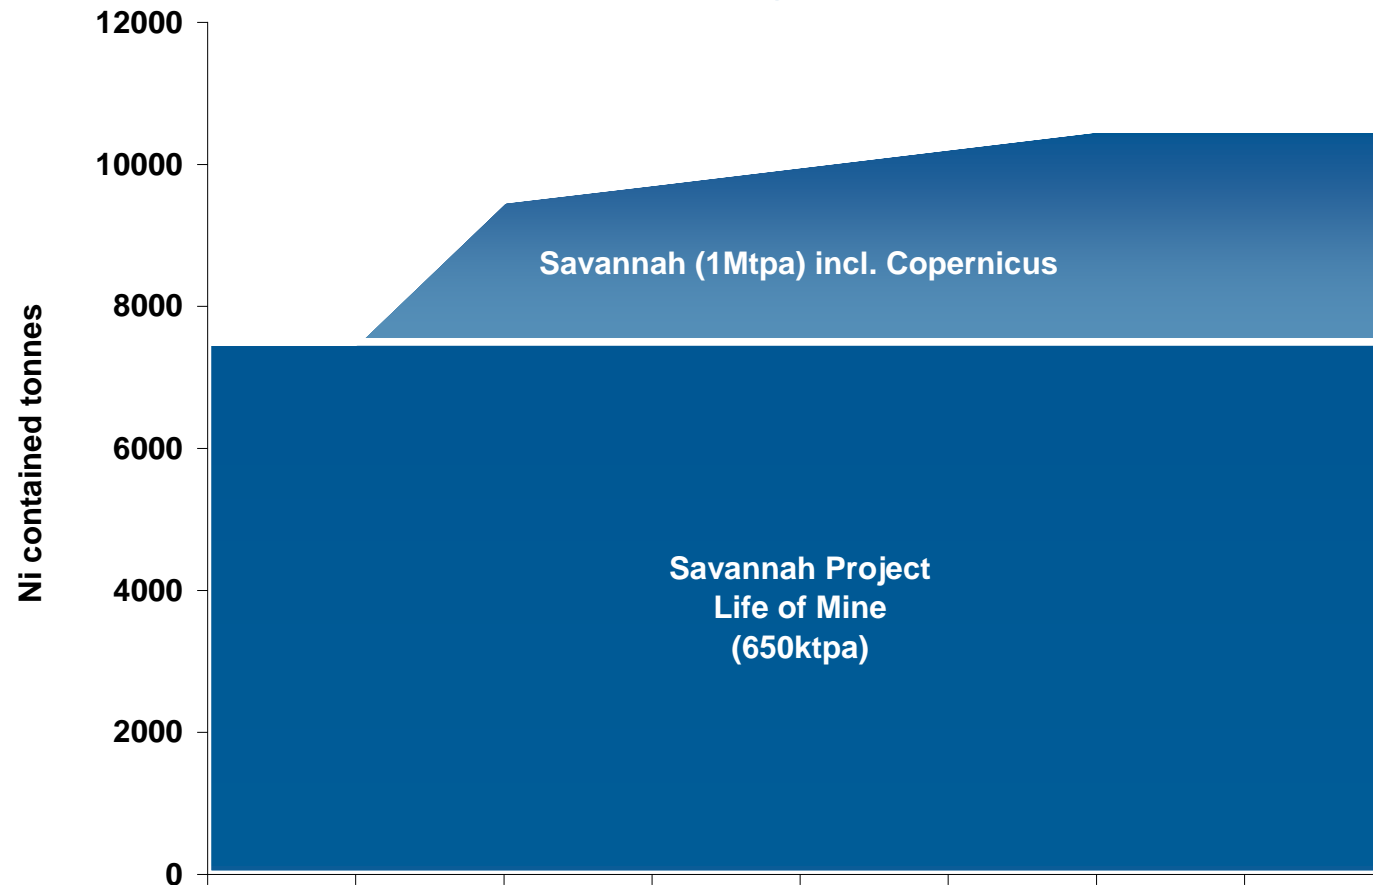 12000
10000
8000
6000
4000
2000
0
Ni contained tonnes
Savannah (1Mtpa) incl. Copernicus
Savannah Project
Life of Mine
(650ktpa)